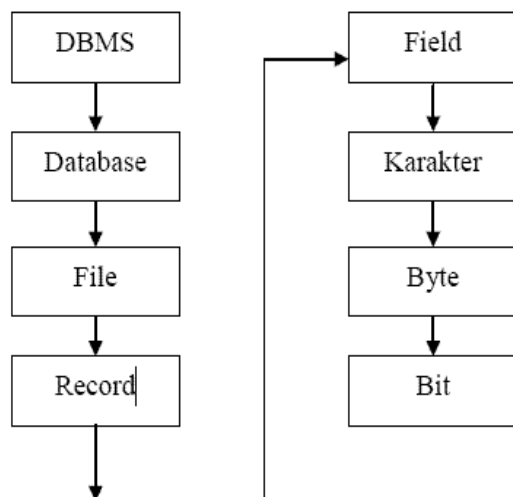 DBMS
Database
File
Record
Field
Karakter
Byte
Bit